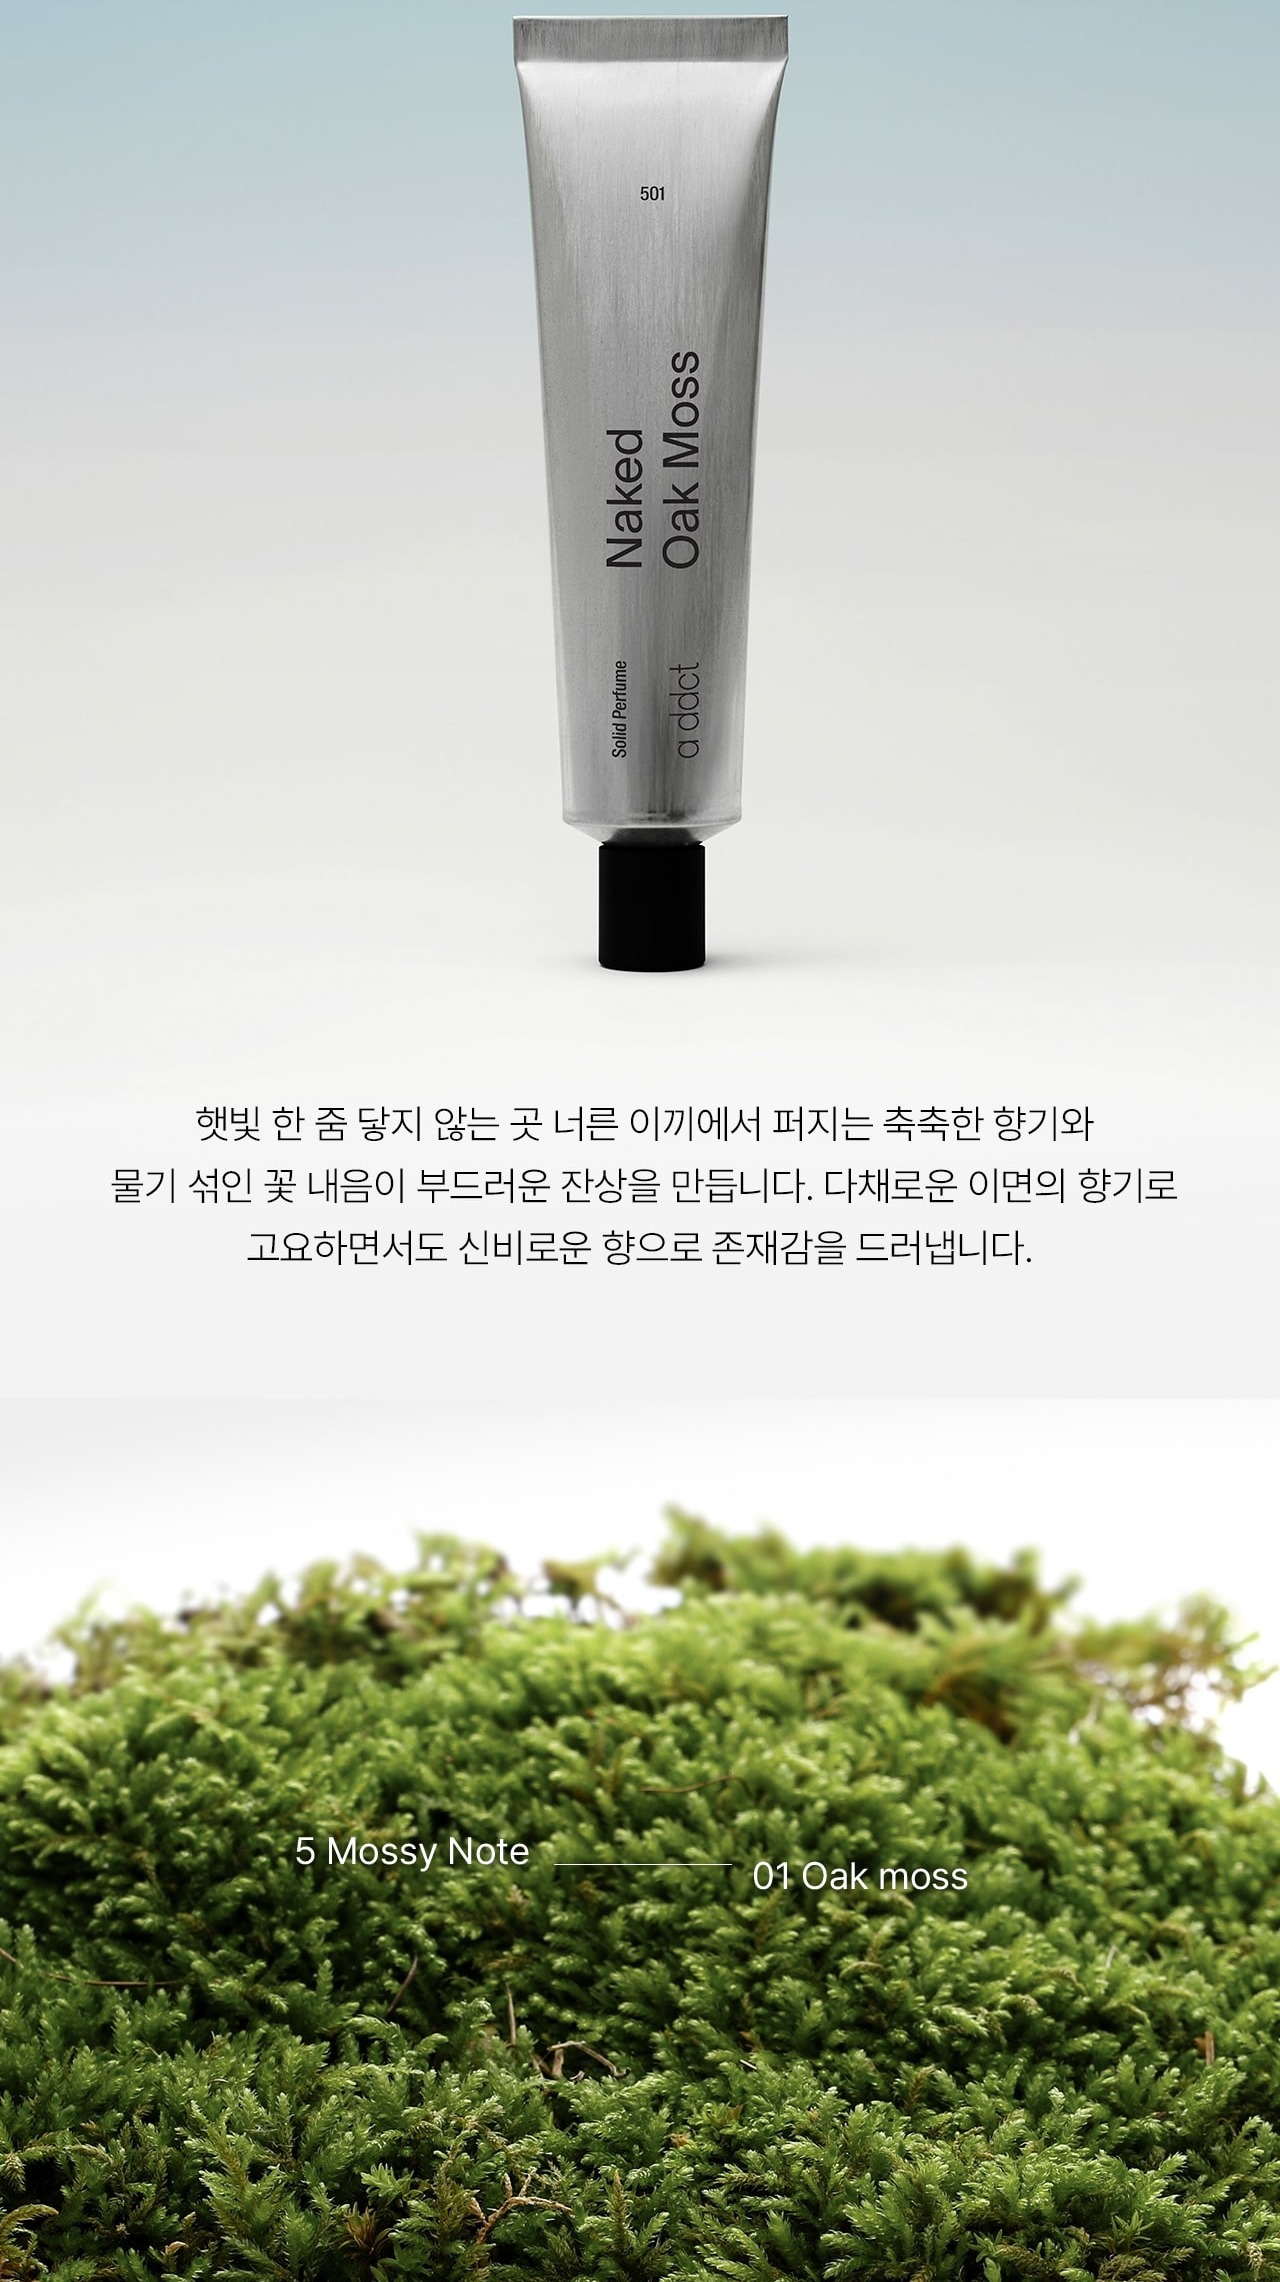 501
Naked
Oak Moss
Solid Perfume
a ddct
햇빛 한 줌 닿지 않는 곳 너른 이끼에서 퍼지는 축축한 향기와
물기 섞인 꽃 내음이 부드러운 잔상을 만듭니다. 다채로운 이면의 향기로
고요하면서도 신비로운 향으로 존재감을 드러냅니다.
5 Mossy Note
01 Oak moss